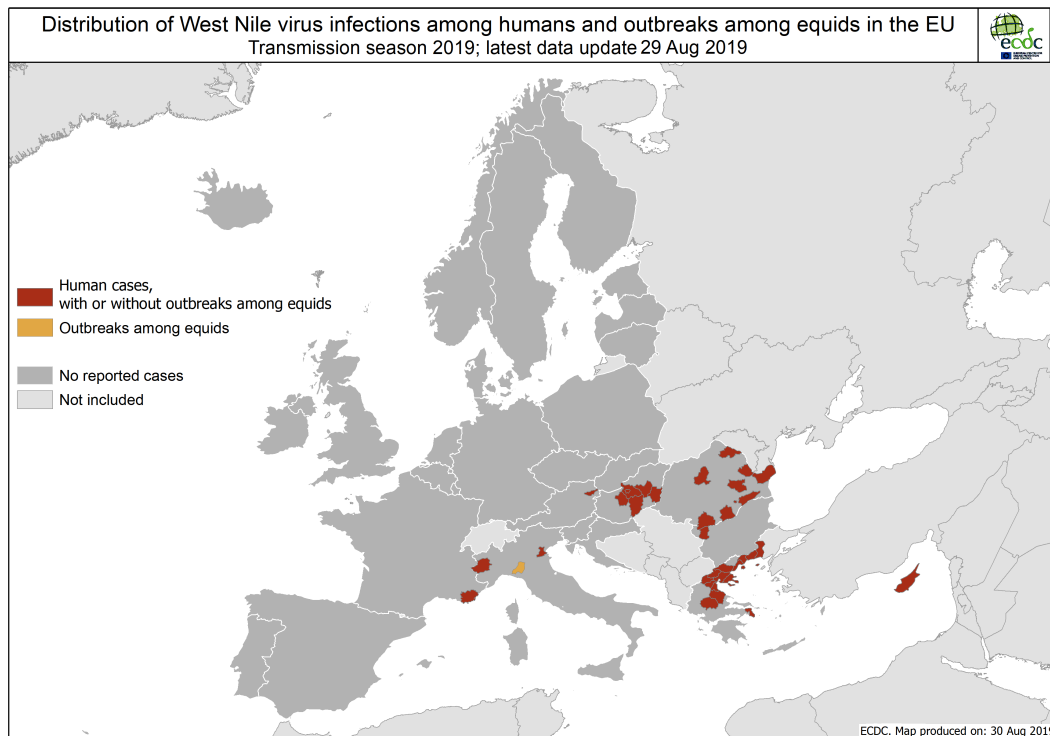 Distribution of West Nile virus infections among humans and outbreaks among equids in the EU
Transmission season 2019; latest data update 29 Aug 2019
ecdc
Human cases,
with or without outbreaks among equids
Outbreaks among equids
No reported cases
Not included
ECDC. Map produced on: 30 Aug 2019